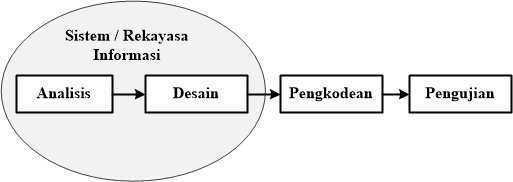 Sistem / Rekayasa
Informasi
Analisis
Desain
Pengkodean
Pengujian